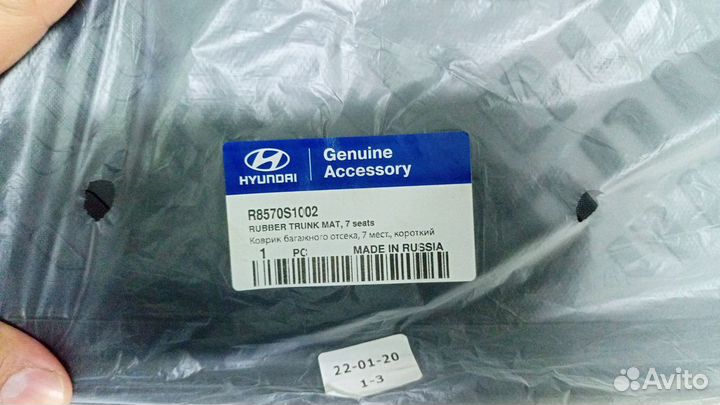 HYUNDAI
Genuine
Accessory
R8570S1002
RUBBER TRUNK MAT, 7 seats
Коврик багажного отсека, 7 мест., короткий
1 PC MADE IN RUSSIA
22-01-20
1-3
Avito